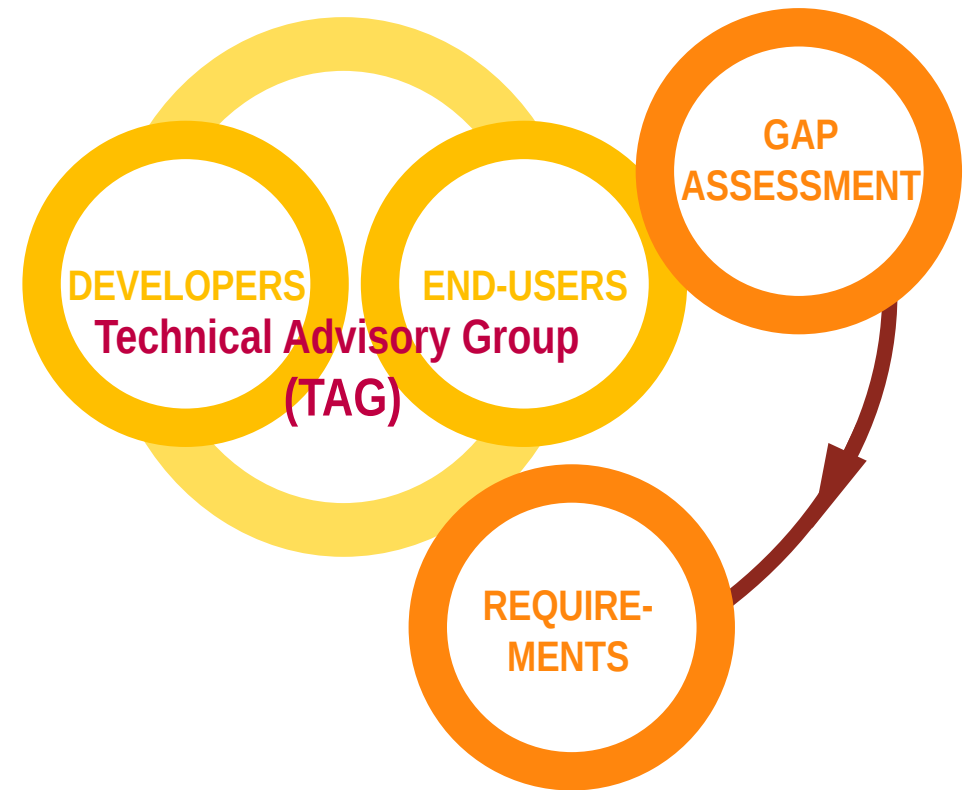 GAP
ASSESSMENT
DEVELOPERS
END-USERS
Technical Advisory Group
(TAG)
REQUIRE-
MENTS